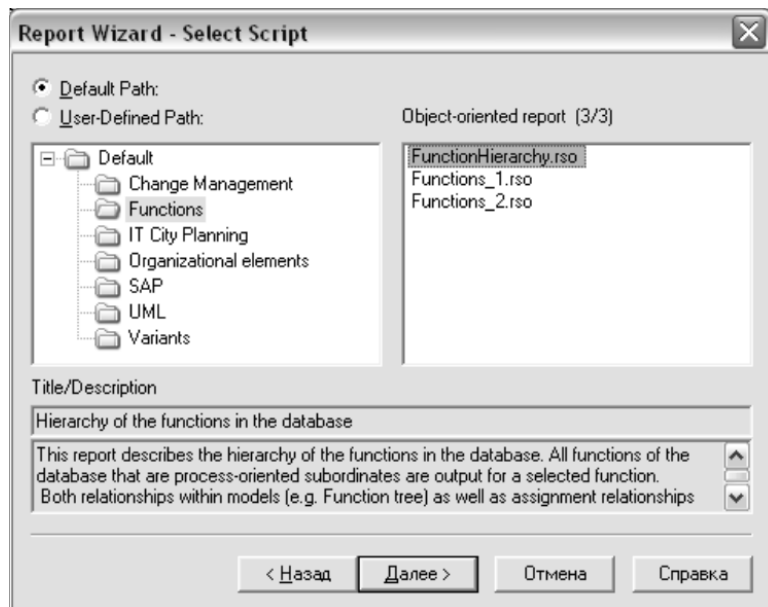 Report Wizard - Select Script
Default Path:
User-Defined Path:
Object-oriented report (3/3)
Default
Change Management
Functions
IT City Planning
Organizational elements
SAP
UML
Variants
FunctionHierarchy.rso
Functions_1.rso
Functions_2.rso
Title/Description
Hierarchy of the functions in the database
This report describes the hierarchy of the functions in the database. All functions of the
database that are process-oriented subordinates are output for a selected function.
Both relationships within models (e.g. Function tree) as well as assignment relationships
< Назад
Далее >
Отмена
Справка